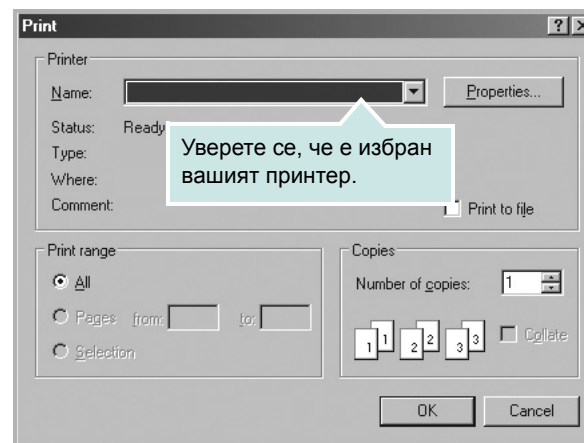 Print
Printer
Name:
Properties...
Status: Ready
Type:
Where:
Comment:
Уверете се, че е избран
вашият принтер.
Print to file
Print range
All
Pages from: to:
Selection
Copies
Number of copies: 1
1 1 2 2 3 3
Collate
OK Cancel